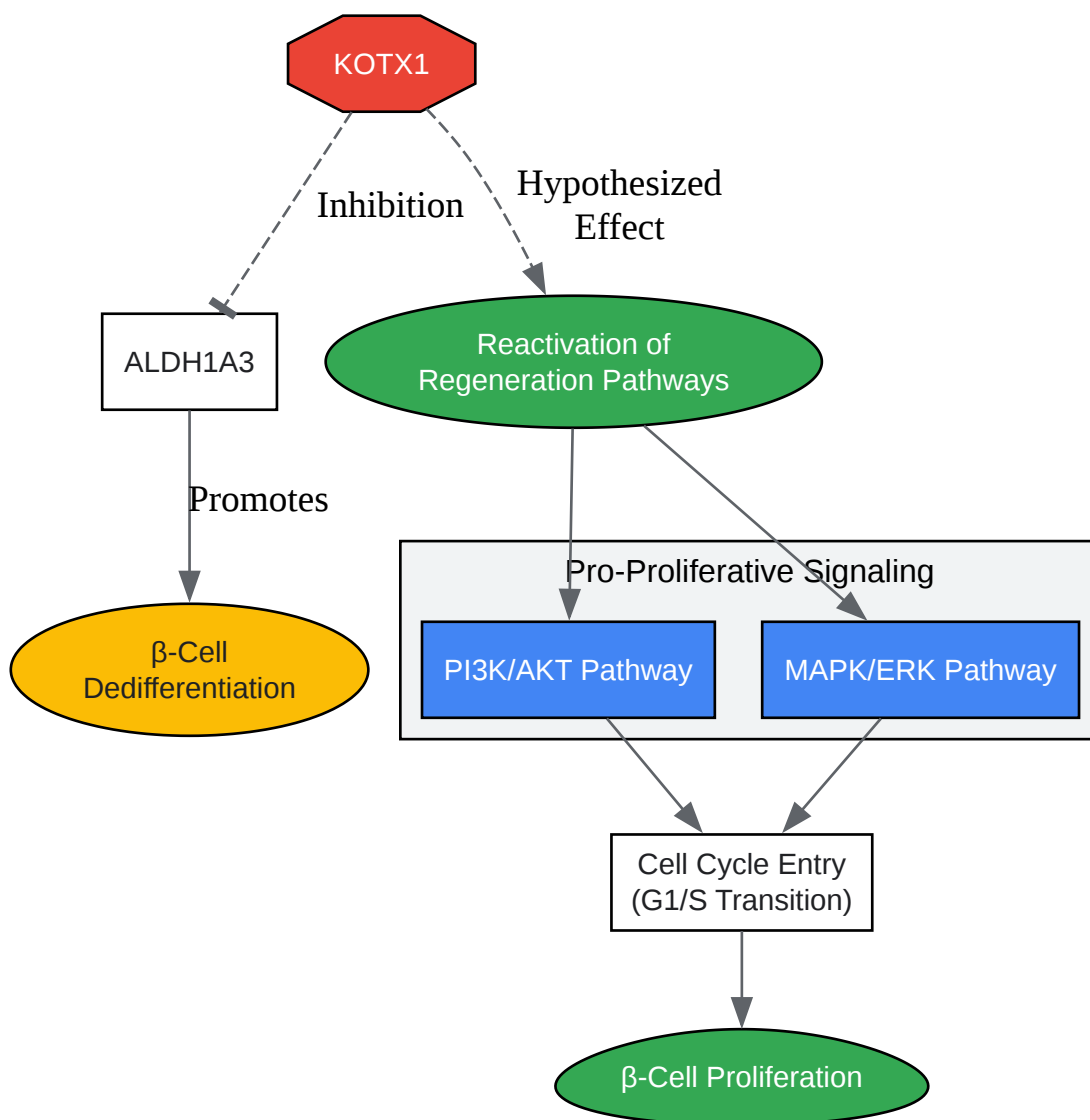 KOTX1
Inhibition
Hypothesized
Effect
ALDH1A3
Reactivation of
Regeneration Pathways
Promotes
Pro-Proliferative Signaling
PI3K/AKT Pathway
MAPK/ERK Pathway
β-Cell
Dedifferentiation
Cell Cycle Entry
(G1/S Transition)
β-Cell Proliferation